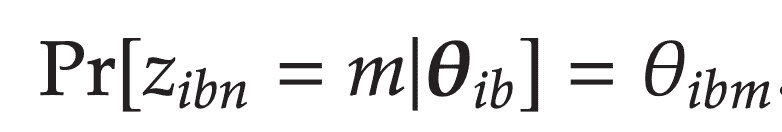 Pr[z_{ibn} = m|θ_{ib}] = θ_{ibm}.